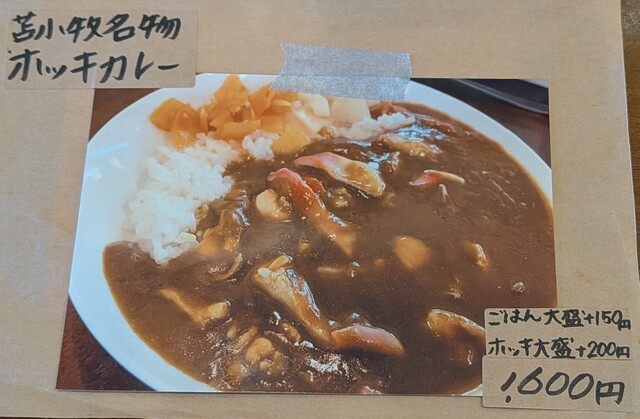 苫小牧名物
ホッキカレー
ごはん大盛+150円
ホッキ大盛+200円
1,600円